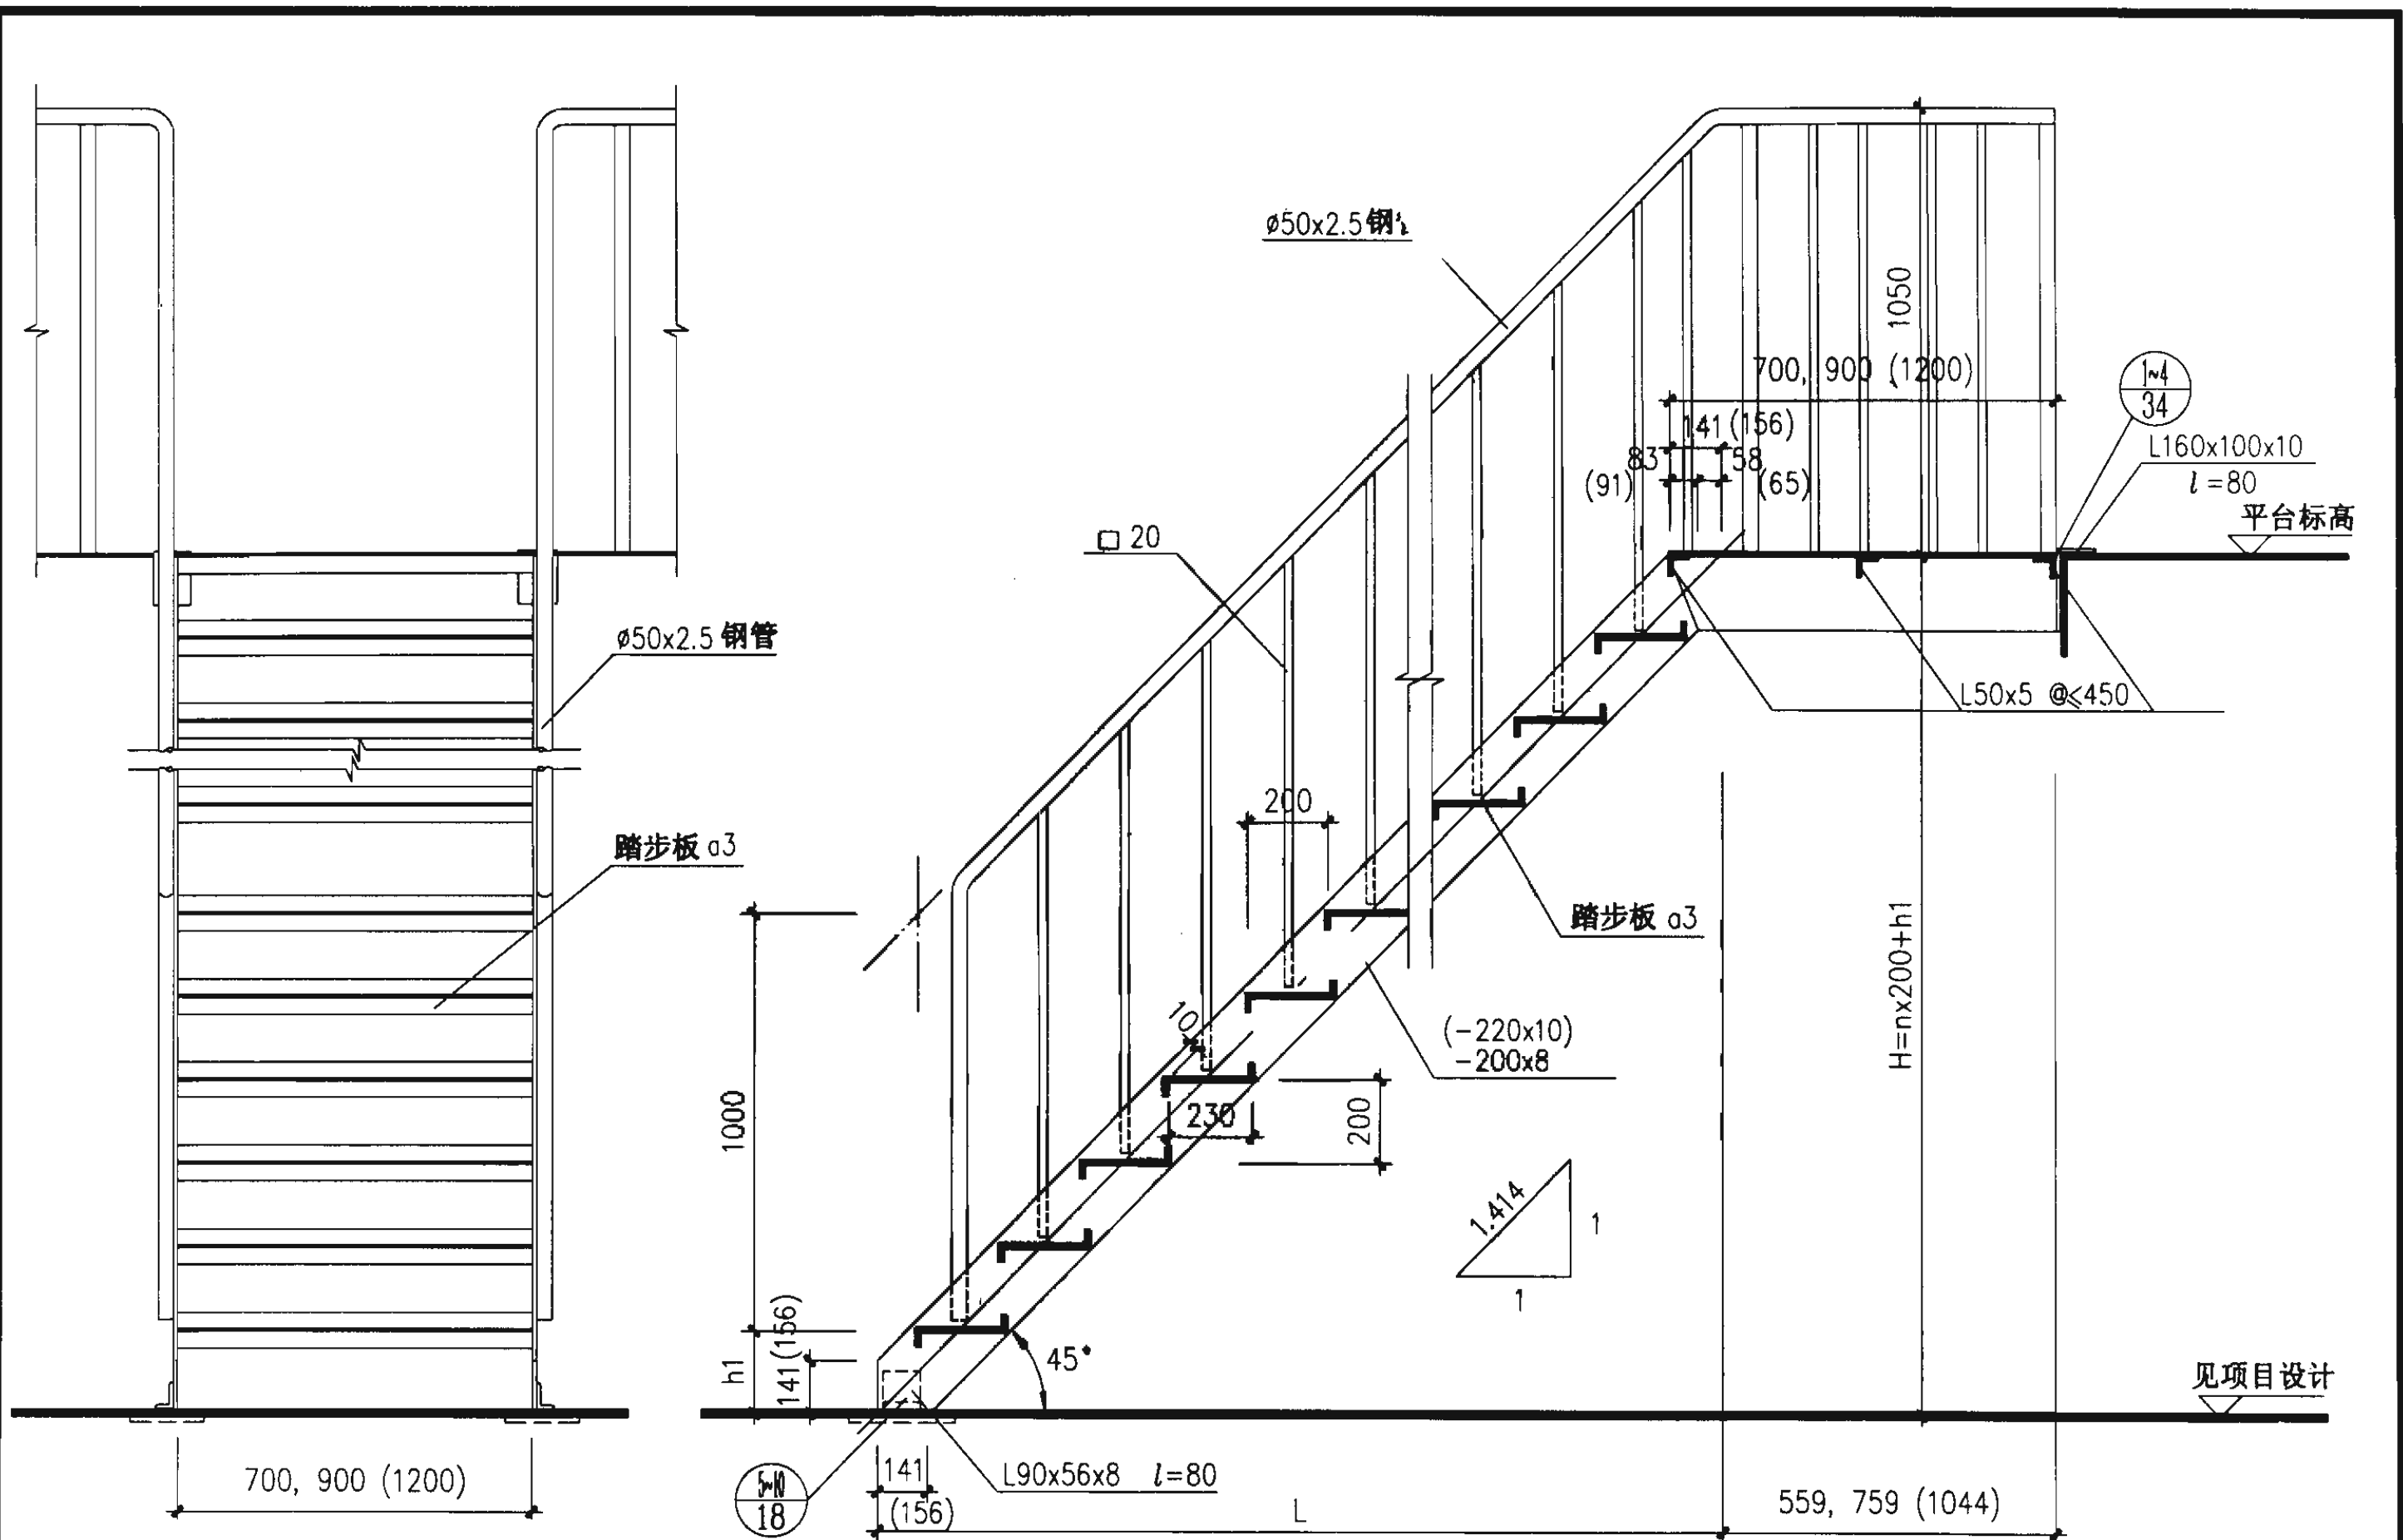 ø50x2.5 钢
1050
700, 900 (1200)
141 (156)
83
58
(91)
(65)
1~4
34
L160x100x10
l=80
平台标高
□ 20
ø50x2.5 钢管
L50x5 @≤450
200
踏步板 a3
踏步板 a3
10
(-220x10)
-200x8
230
200
1000
H=nx200+h1
1.414
1
1
h1
141 (156)
45°
见项目设计
700, 900 (1200)
18
141
(156)
L90x56x8 l=80
L
559, 759 (1044)